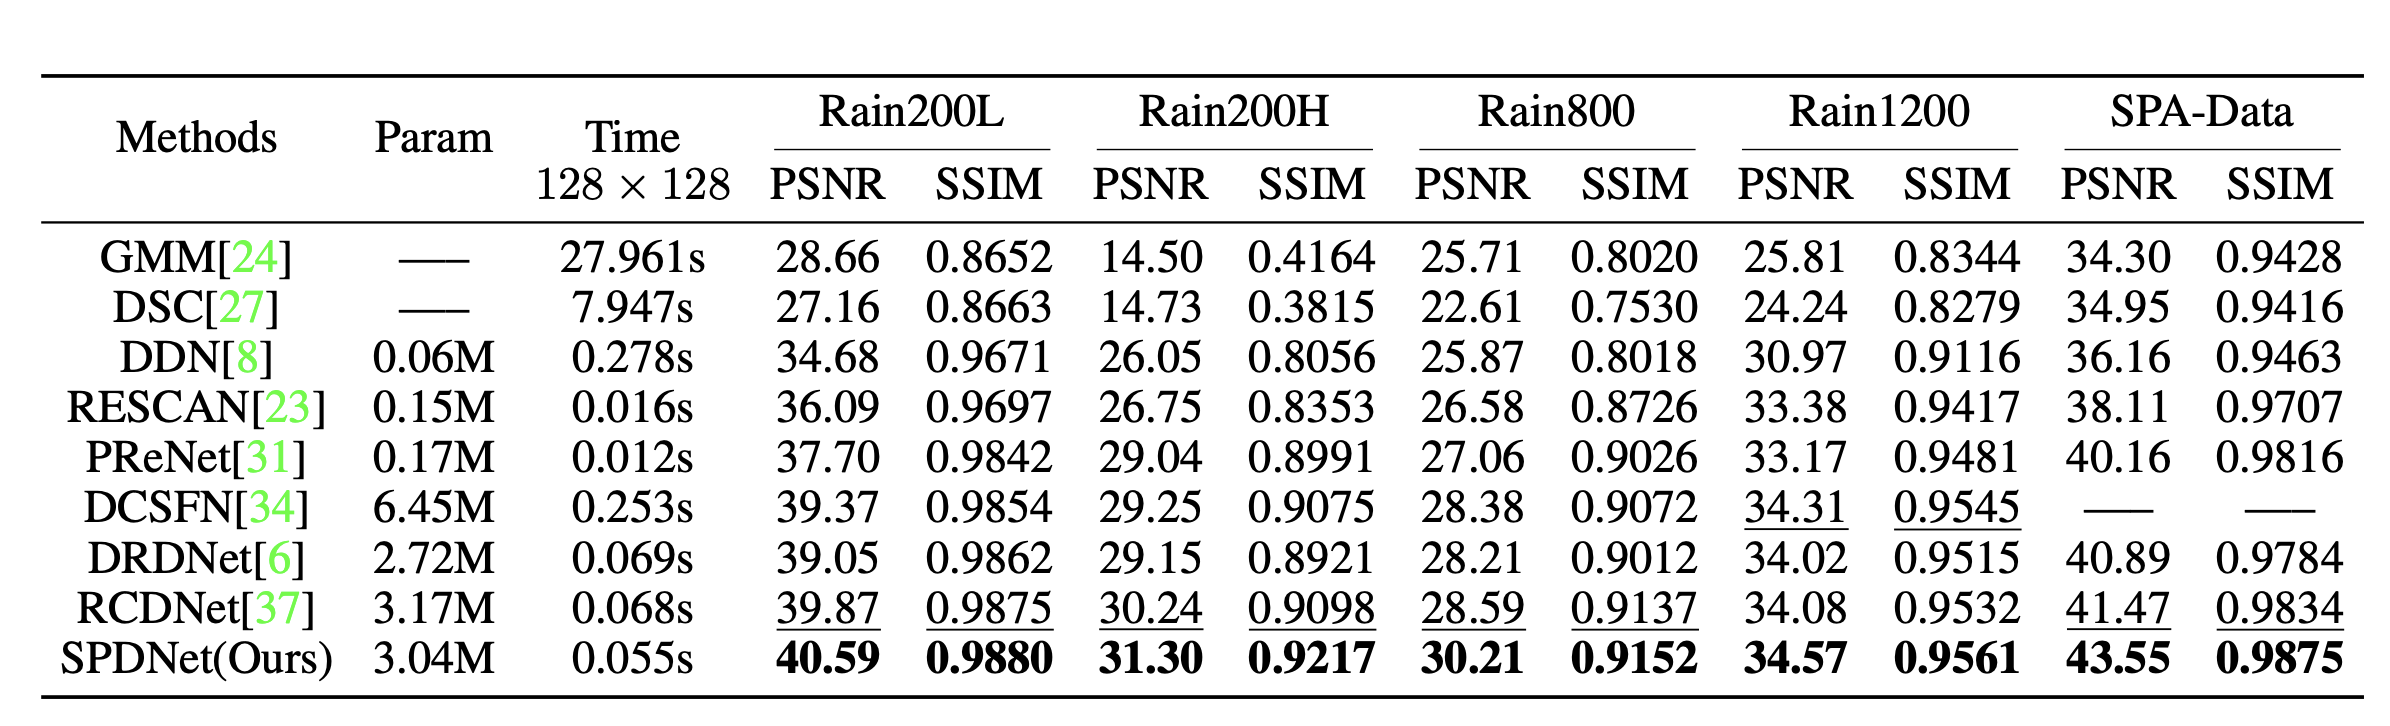 Methods Param Time 128 × 128 Rain200L Rain200H Rain800 Rain1200 SPA-Data
PSNR SSIM PSNR SSIM PSNR SSIM PSNR SSIM PSNR SSIM
GMM[24] —– 27.961s 28.66 0.8652 14.50 0.4164 25.71 0.8020 25.81 0.8344 34.30 0.9428
DSC[27] —– 7.947s 27.16 0.8663 14.73 0.3815 22.61 0.7530 24.24 0.8279 34.95 0.9416
DDN[8] 0.06M 0.278s 34.68 0.9671 26.05 0.8056 25.87 0.8018 30.97 0.9116 36.16 0.9463
RESCAN[23] 0.15M 0.016s 36.09 0.9697 26.75 0.8353 26.58 0.8726 33.38 0.9417 38.11 0.9707
PReNet[31] 0.17M 0.012s 37.70 0.9842 29.04 0.8991 27.06 0.9026 33.17 0.9481 40.16 0.9816
DCSFN[34] 6.45M 0.253s 39.37 0.9854 29.25 0.9075 28.38 0.9072 34.31 0.9545 —– —–
DRDNet[6] 2.72M 0.069s 39.05 0.9862 29.15 0.8921 28.21 0.9012 34.02 0.9515 40.89 0.9784
RCDNet[37] 3.17M 0.068s 39.87 0.9875 30.24 0.9098 28.59 0.9137 34.08 0.9532 41.47 0.9834
SPDNet(Ours) 3.04M 0.055s 40.59 0.9880 31.30 0.9217 30.21 0.9152 34.57 0.9561 43.55 0.9875